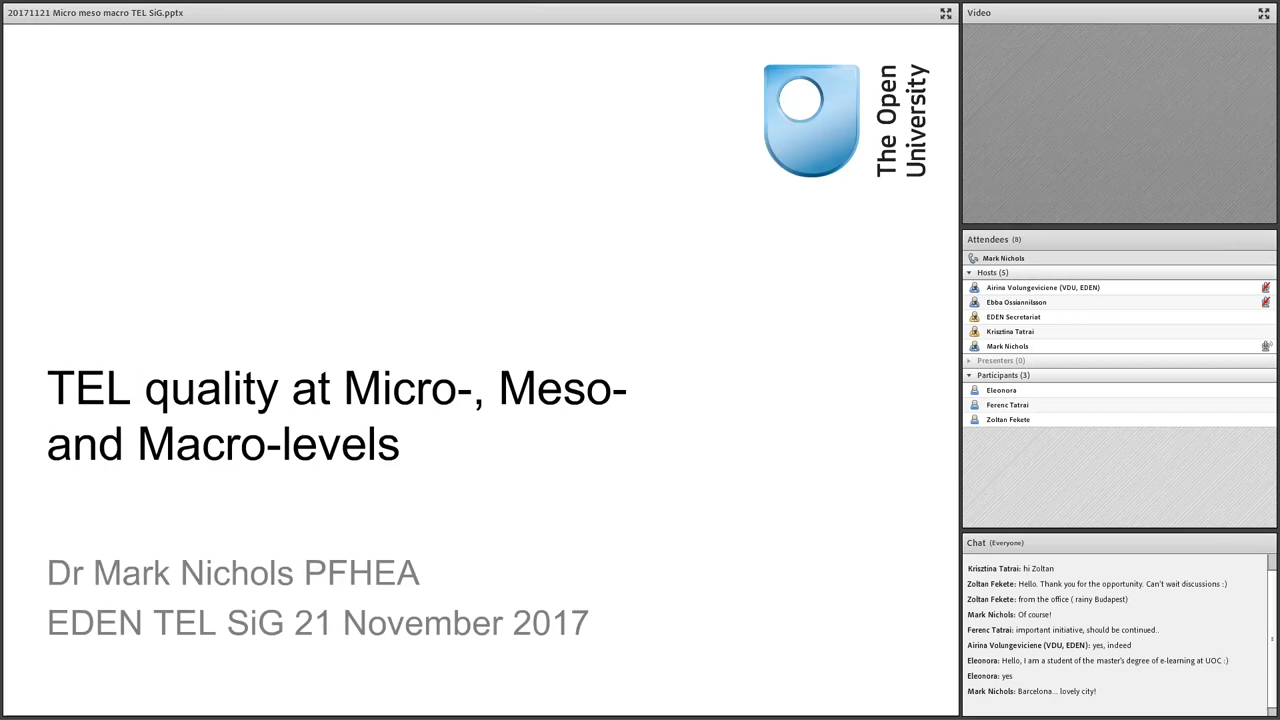 20171121 Micro meso macro TEL SiG.pptx
The Open
University
TEL quality at Micro-, Meso-
and Macro-levels
Dr Mark Nichols PFHEA
EDEN TEL SiG 21 November 2017
Video
Attendees (8)
Mark Nichols
Hosts (5)
Airina Volungeviciene (VDU, EDEN)
Ebba Ossiannilsson
EDEN Secretariat
Krisztina Tatrai
Mark Nichols
Presenters (0)
Participants (3)
Eleonora
Ferenc Tatrai
Zoltan Fekete
Chat (Everyone)
Krisztina Tatrai: hi Zoltan
Zoltan Fekete: Hello. Thank you for the opportunity. Can't wait discussions :)
Zoltan Fekete: from the office ( rainy Budapest)
Mark Nichols: Of course!
Ferenc Tatrai: important initiative, should be continued..
Airina Volungeviciene (VDU, EDEN): yes, indeed
Eleonora: Hello, I am a student of the master's degree of e-learning at UOC :)
Eleonora: yes
Mark Nichols: Barcelona... lovely city!